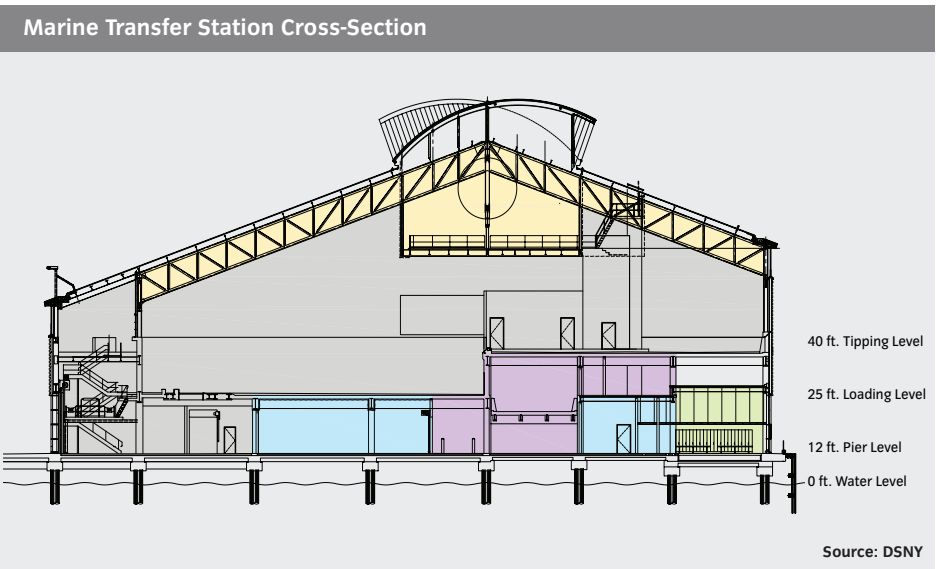 Marine Transfer Station Cross-Section
40 ft. Tipping Level
25 ft. Loading Level
12 ft. Pier Level
0 ft. Water Level
Source: DSNY